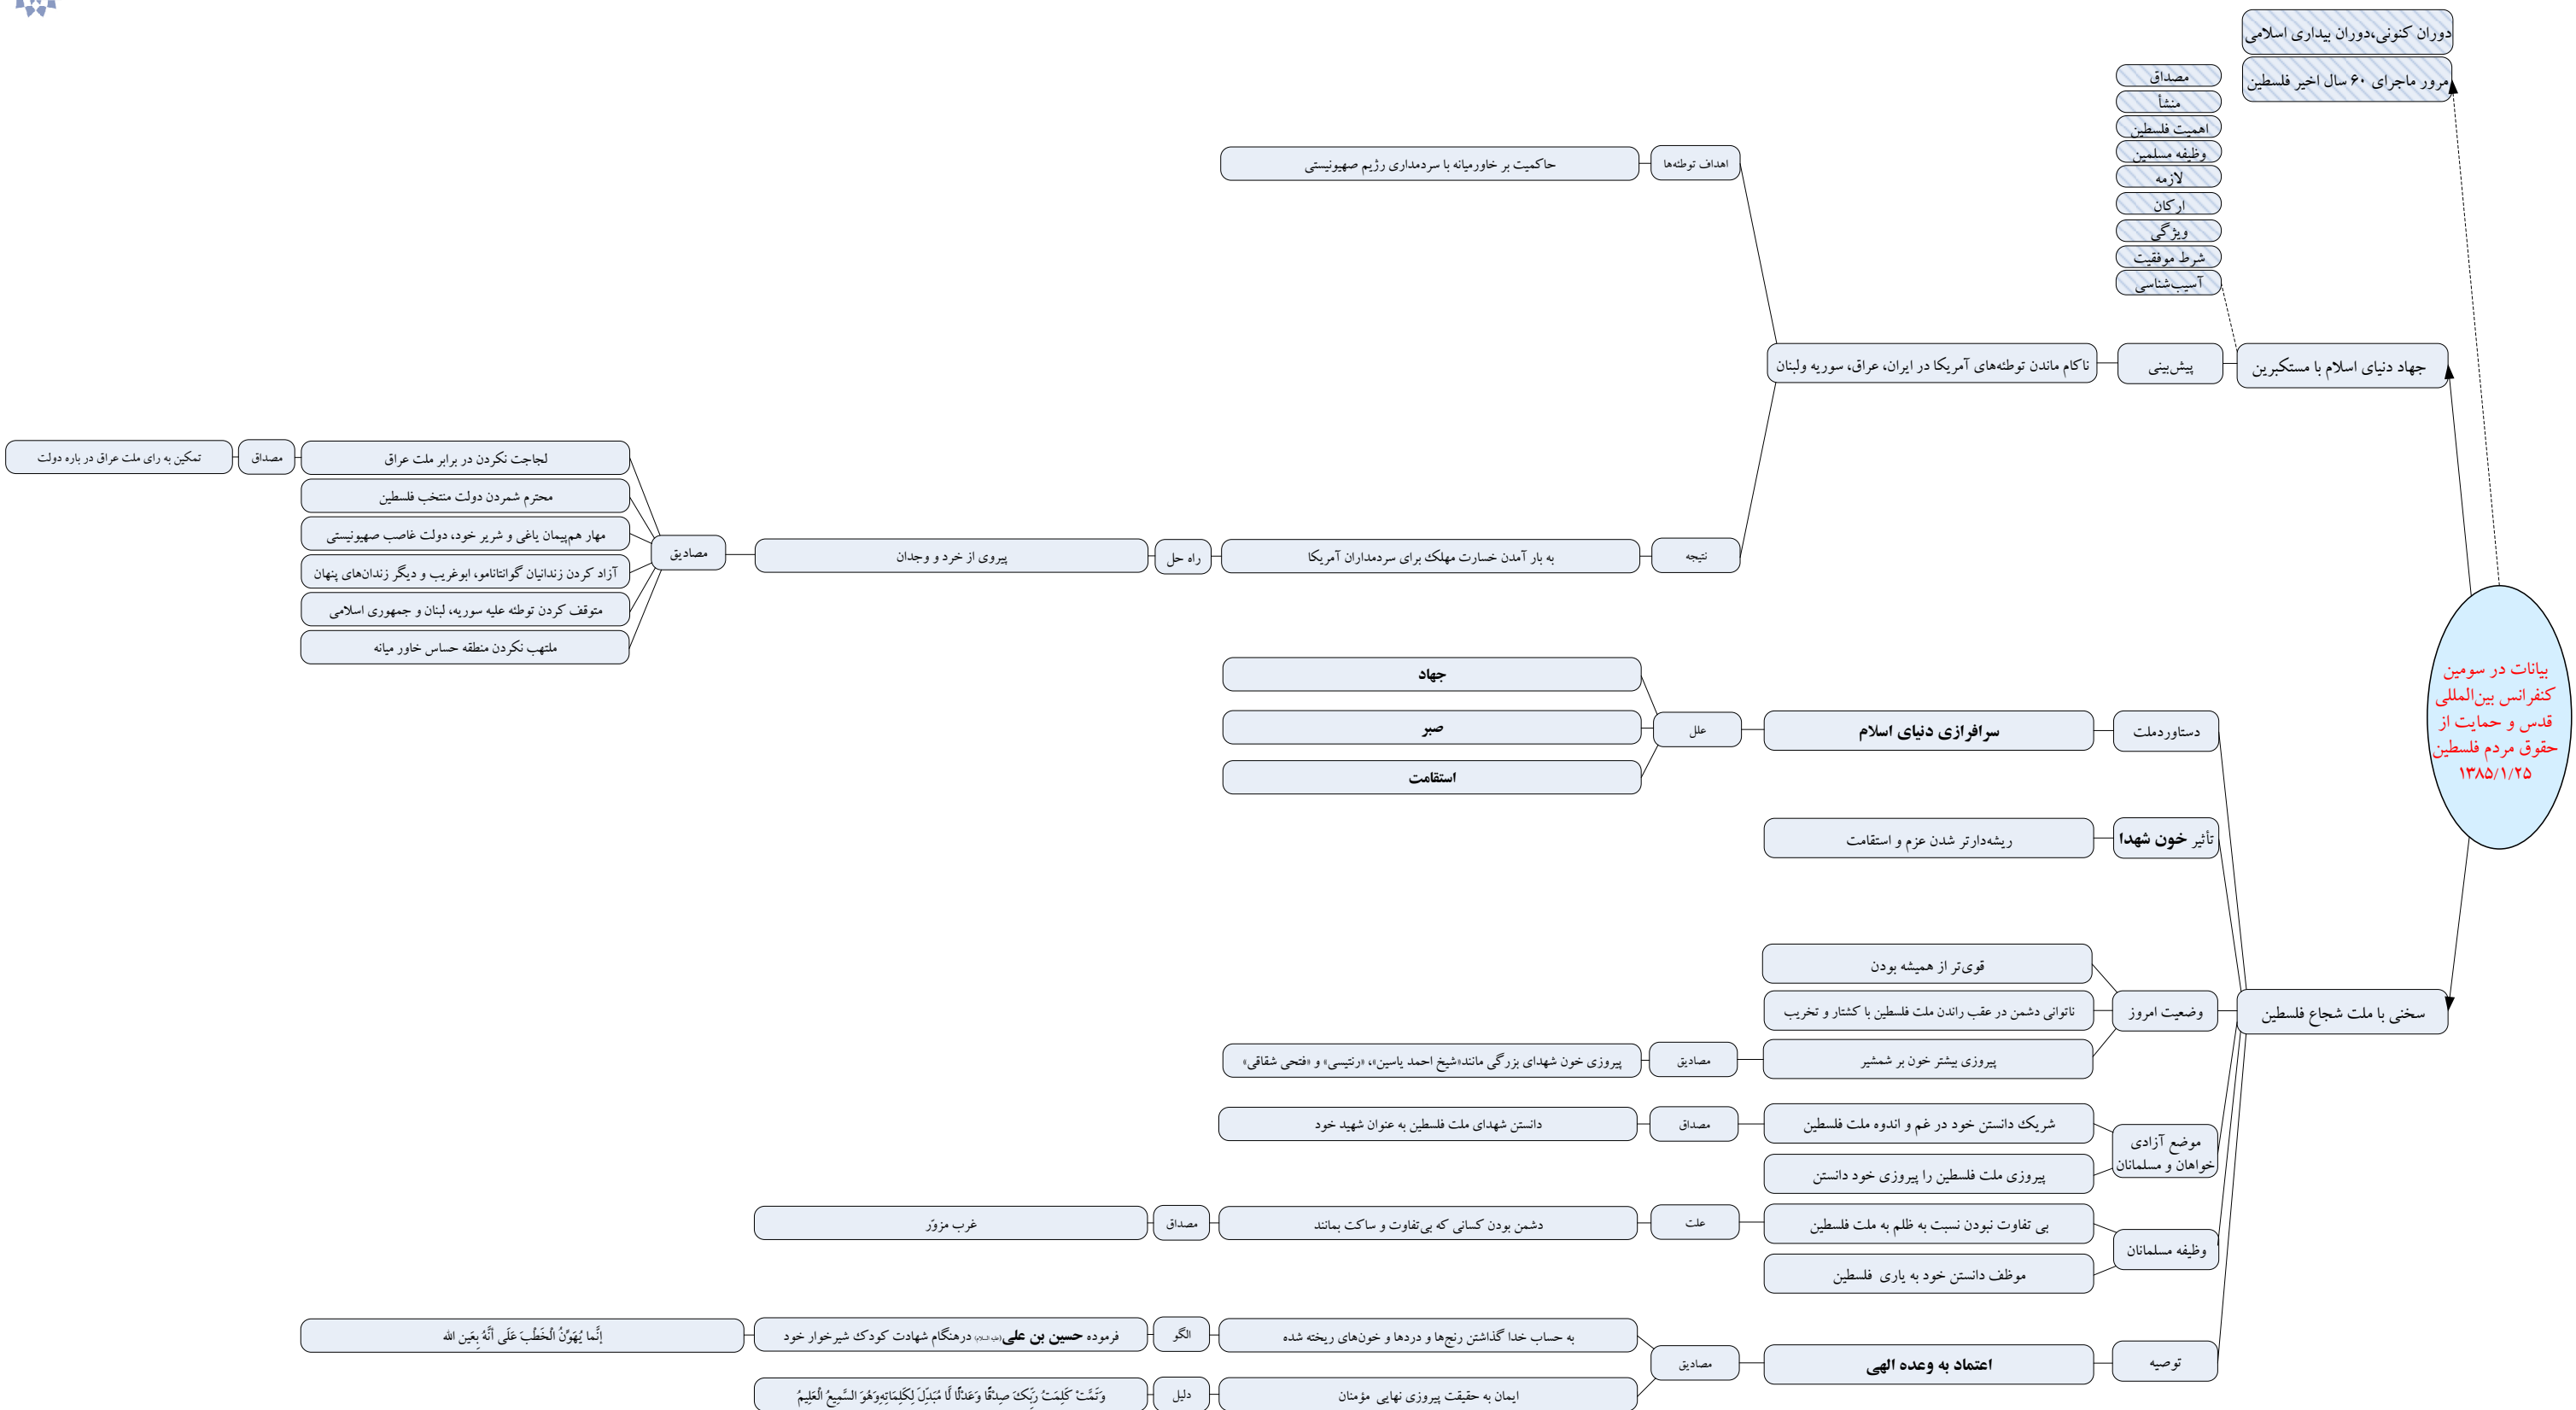 بیانات در سومین
کنفرانس بین‌المللی
قدس و حمایت از
حقوق مردم فلسطین
۱۳۸۵/۱/۲۵
دوران کنونی،دوران بیداری اسلامی
مرور ماجرای ۶۰ سال اخیر فلسطین
جهاد دنیای اسلام با مستکبرین
مصداق
منشأ
اهمیت فلسطین
وظیفه مسلمین
لازمه
ارکان
ویژگی
شرط موفقیت
آسیب‌شناسی
پیش‌بینی
ناکام ماندن توطئه‌های آمریکا در ایران، عراق، سوریه ولبنان
اهداف توطئه‌ها
حاکمیت بر خاورمیانه با سردمداری رژیم صهیونیستی
نتیجه
به بار آمدن خسارت مهلک برای سردمداران آمریکا
راه حل
پیروی از خرد و وجدان
مصادیق
لجاجت نکردن در برابر ملت عراق
مصداق
تمکین به رای ملت عراق در باره دولت
محترم شمردن دولت منتخب فلسطین
مهار هم‌پیمان یاغی و شریر خود، دولت غاصب صهیونیستی
آزاد کردن زندانیان گوانتانامو، ابوغریب و دیگر زندان‌های پنهان
متوقف کردن توطئه علیه سوریه، لبنان و جمهوری اسلامی
ملتهب نکردن منطقه حساس خاور میانه
سخنی با ملت شجاع فلسطین
دستاوردملت
سرافرازی دنیای اسلام
علل
جهاد
صبر
استقامت
تأثیر خون شهدا
ریشه‌دارتر شدن عزم و استقامت
وضعیت امروز
قوی‌تر از همیشه بودن
ناتوانی دشمن در عقب راندن ملت فلسطین با کشتار و تخریب
پیروزی بیشتر خون بر شمشیر
مصادیق
پیروزی خون شهدای بزرگی مانند«شیخ احمد یاسین»، «رنتیسی» و «فتحی شقاقی»
موضع آزادی
خواهان و مسلمانان
شریک دانستن خود در غم و اندوه ملت فلسطین
مصداق
دانستن شهدای ملت فلسطین به عنوان شهید خود
پیروزی ملت فلسطین را پیروزی خود دانستن
وظیفه مسلمانان
بی تفاوت نبودن نسبت به ظلم به ملت فلسطین
علت
دشمن بودن کسانی که بی‌تفاوت و ساکت بمانند
مصداق
غرب مزوّر
موظف دانستن خود به یاری فلسطین
توصیه
اعتماد به وعده الهی
مصادیق
به حساب خدا گذاشتن رنج‌ها و دردها و خون‌های ریخته شده
الگو
فرموده حسین بن علی(علیه السلام) درهنگام شهادت کودک شیرخوار خود
إنَّما یُهَوِّنُ الْخَطْبَ عَلَی أنَّهُ بِعَین الله
ایمان به حقیقت پیروزی نهایی مؤمنان
دلیل
وَتَمَّتْ کَلِمَتُ رَبِّکَ صِدْقًا وَعَدْلًا لَّا مُبَدِّلَ لِکَلِمَاتِهِ‌وَهُوَ السَّمِیعُ الْعَلِیمُ